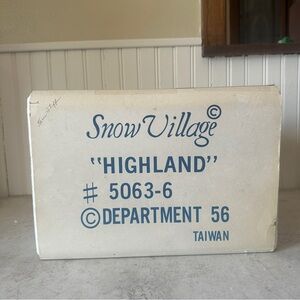 Snow Village ©
"HIGHLAND"
# 5063-6
© DEPARTMENT 56
TAIWAN